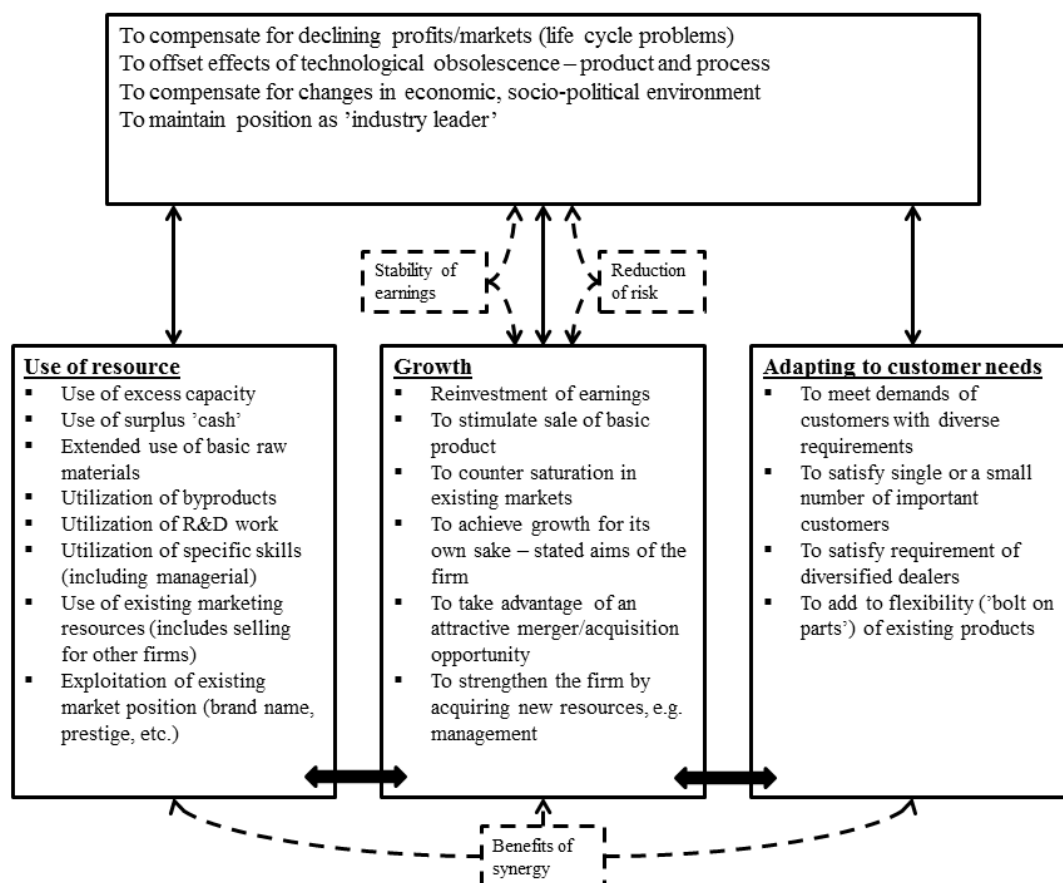 To compensate for declining profits/markets (life cycle problems)
To offset effects of technological obsolescence – product and process
To compensate for changes in economic, socio-political environment
To maintain position as ’industry leader’
Stability of
earnings
Reduction
of risk
Use of resource
▪ Use of excess capacity
▪ Use of surplus ’cash’
▪ Extended use of basic raw
materials
▪ Utilization of byproducts
▪ Utilization of R&D work
▪ Utilization of specific skills
(including managerial)
▪ Use of existing marketing
resources (includes selling
for other firms)
▪ Exploitation of existing
market position (brand name,
prestige, etc.)
Growth
▪ Reinvestment of earnings
▪ To stimulate sale of basic
product
▪ To counter saturation in
existing markets
▪ To achieve growth for its
own sake – stated aims of the
firm
▪ To take advantage of an
attractive merger/acquisition
opportunity
▪ To strengthen the firm by
acquiring new resources, e.g.
management
Adapting to customer needs
▪ To meet demands of
customers with diverse
requirements
▪ To satisfy single or a small
number of important
customers
▪ To satisfy requirement of
diversified dealers
▪ To add to flexibility (’bolt on
parts’) of existing products
Benefits of
synergy